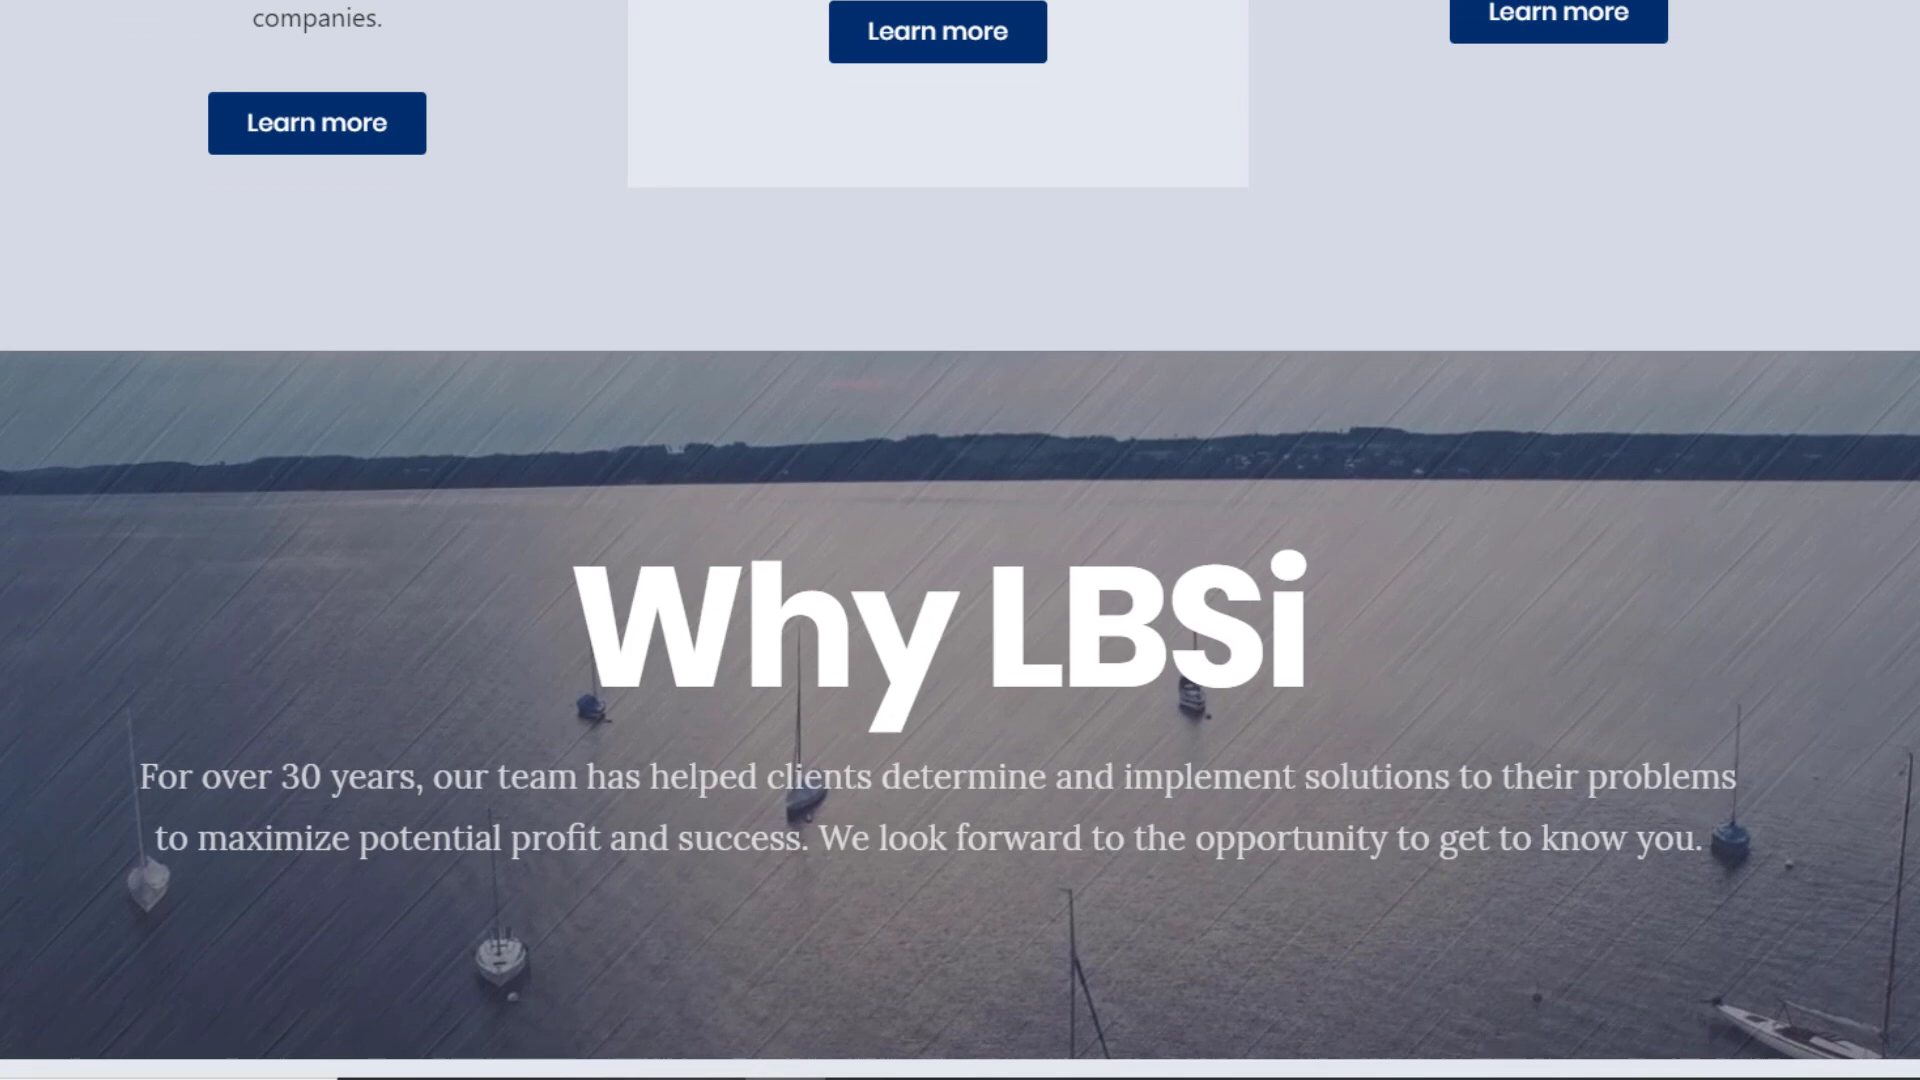 companies.
Learn more
Learn more
Learn more
Why LBSi
For over 30 years, our team has helped clients determine and implement solutions to their problems
to maximize potential profit and success. We look forward to the opportunity to get to know you.